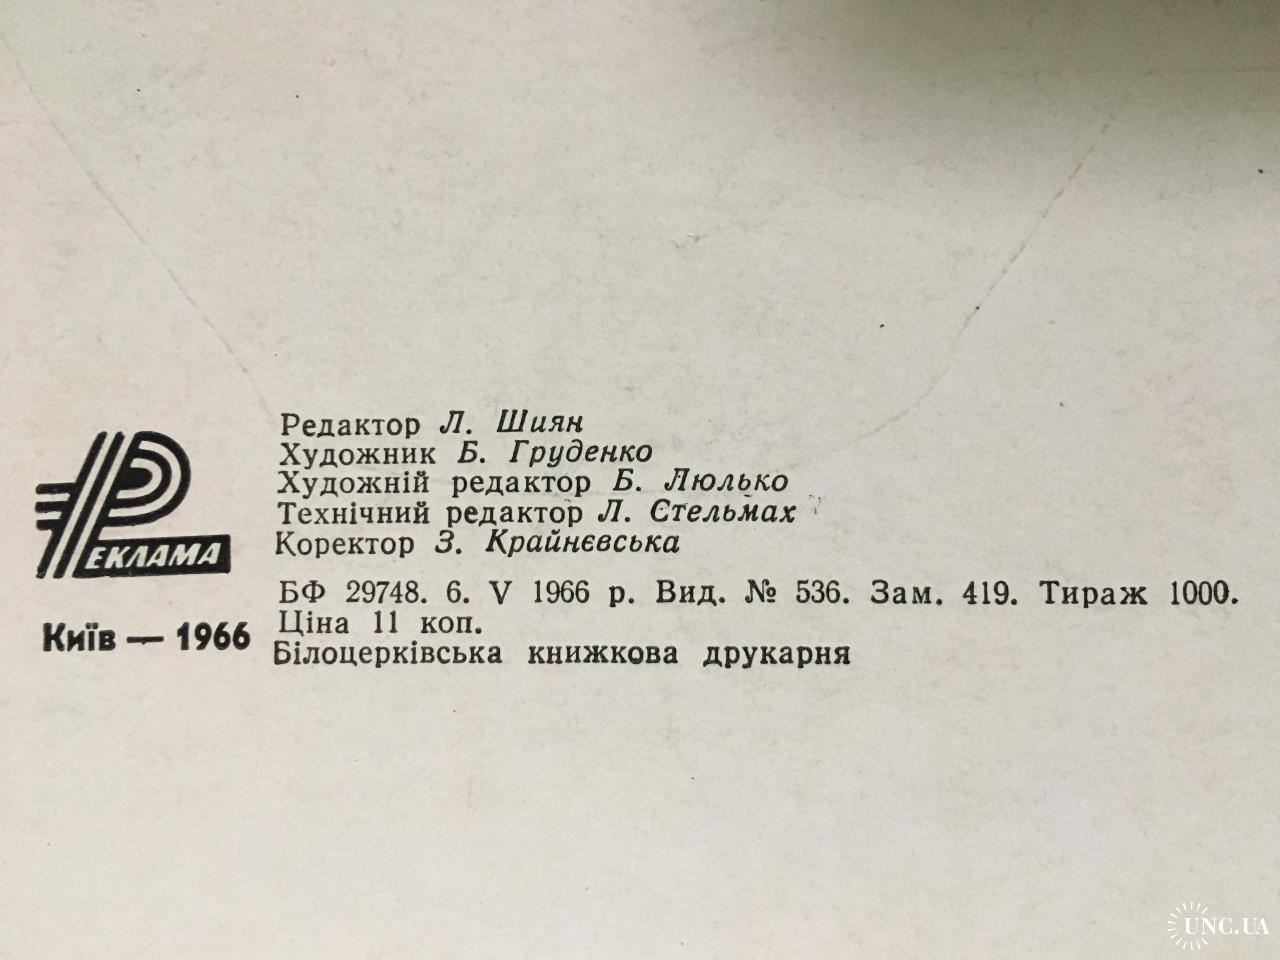 Редактор Л. Шиян
Художник Б. Груденко
Художній редактор Б. Люлько
Технічний редактор Л. Стельмах
Коректор З. Крайнєвська
РЕКЛАМА
Київ — 1966
БФ 29748. 6. V 1966 р. Вид. № 536. Зам. 419. Тираж 1000.
Ціна 11 коп.
Білоцерківська книжкова друкарня
UNC.UA